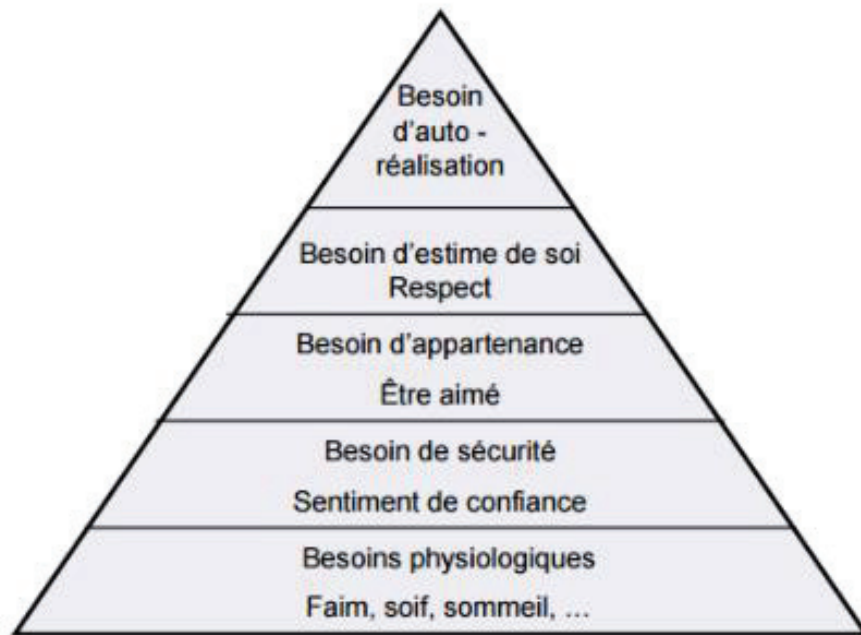 Besoin
d'auto -
réalisation
Besoin d'estime de soi
Respect
Besoin d'appartenance
Être aimé
Besoin de sécurité
Sentiment de confiance
Besoins physiologiques
Faim, soif, sommeil, ...